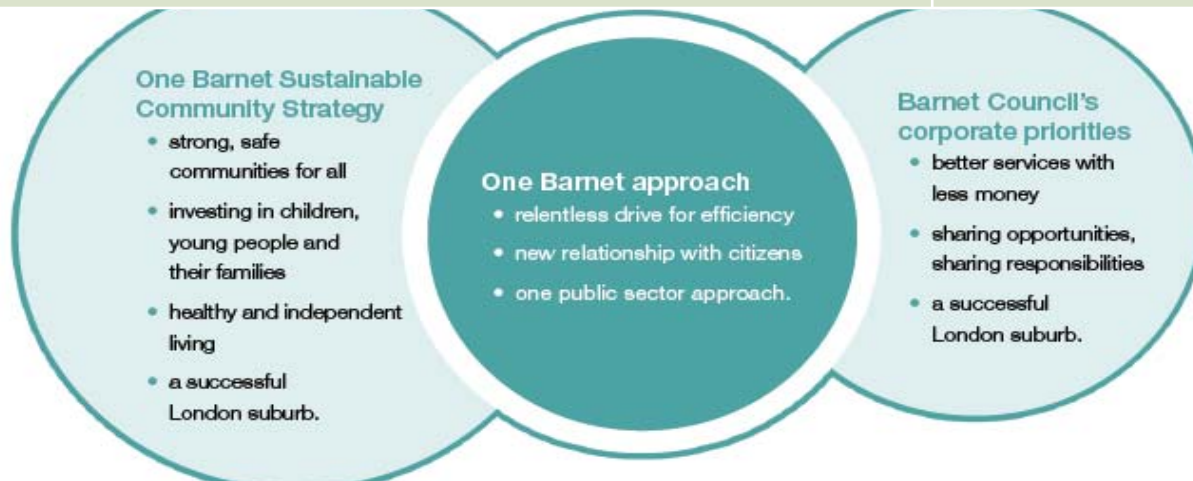 One Barnet Sustainable
Community Strategy
• strong, safe
communities for all
• investing in children,
young people and
their families
• healthy and independent
living
• a successful
London suburb.
One Barnet approach
• relentless drive for efficiency
• new relationship with citizens
• one public sector approach.
Barnet Council's
corporate priorities
• better services with
less money
• sharing opportunities,
sharing responsibilities
• a successful
London suburb.